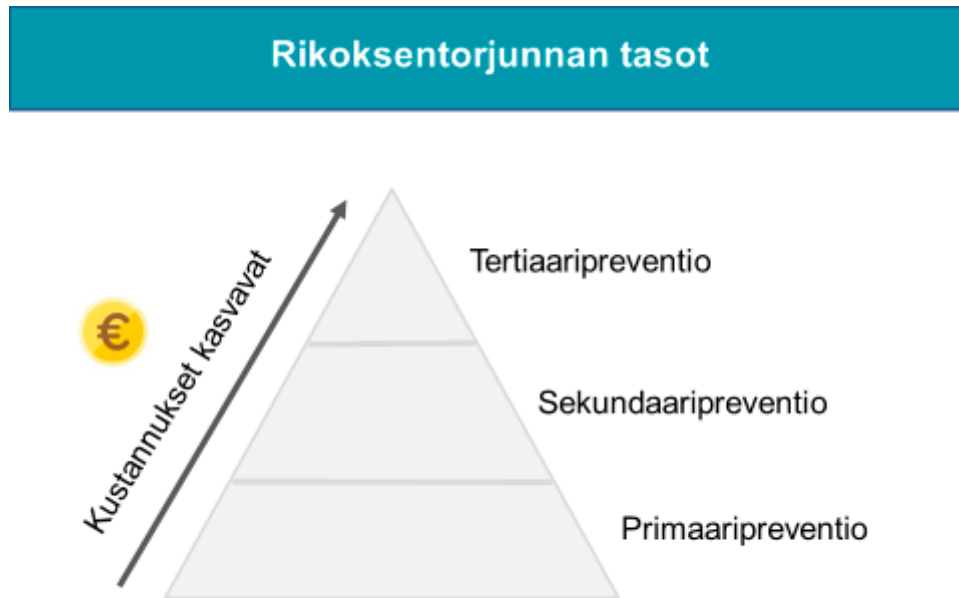 Rikoksentorjunnan tasot
Tertiaaripreventio
Kustannukset kasvavat
€
Sekundaaripreventio
Primaaripreventio